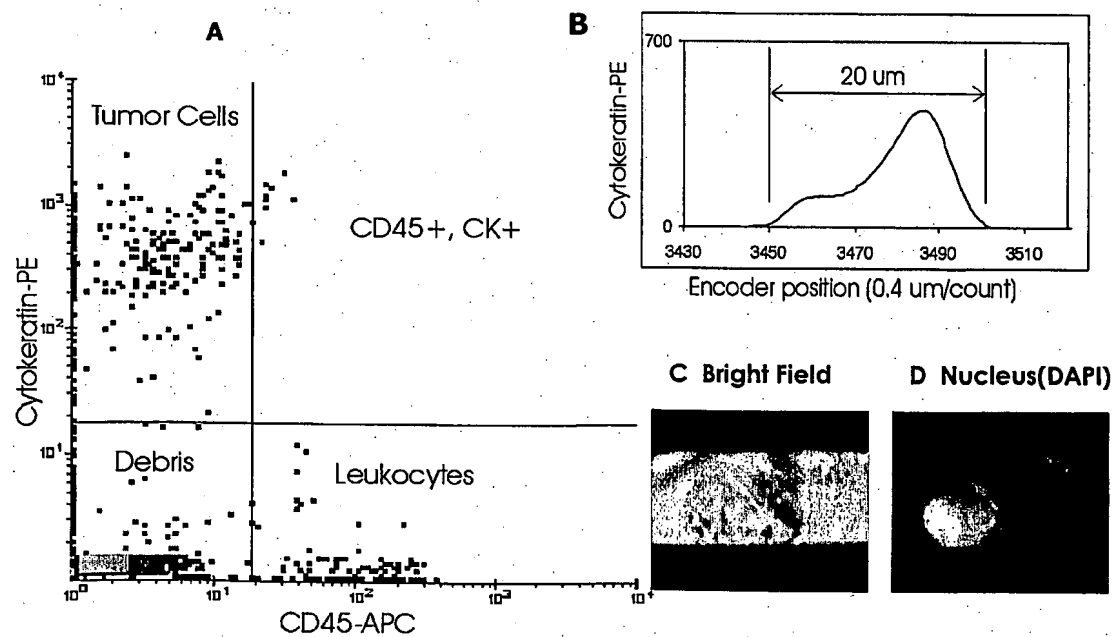 A
10⁴
Tumor Cells
10³
CD45+, CK+
10²
Cytokeratin-PE
10¹
Debris
Leukocytes
10⁰
10¹
10²
10³
10⁴
CD45-APC
B
700
20 um
Cytokeratin-PE
0
3430
3450
3470
3490
3510
Encoder position (0.4 um/count)
C Bright Field
D Nucleus(DAPI)